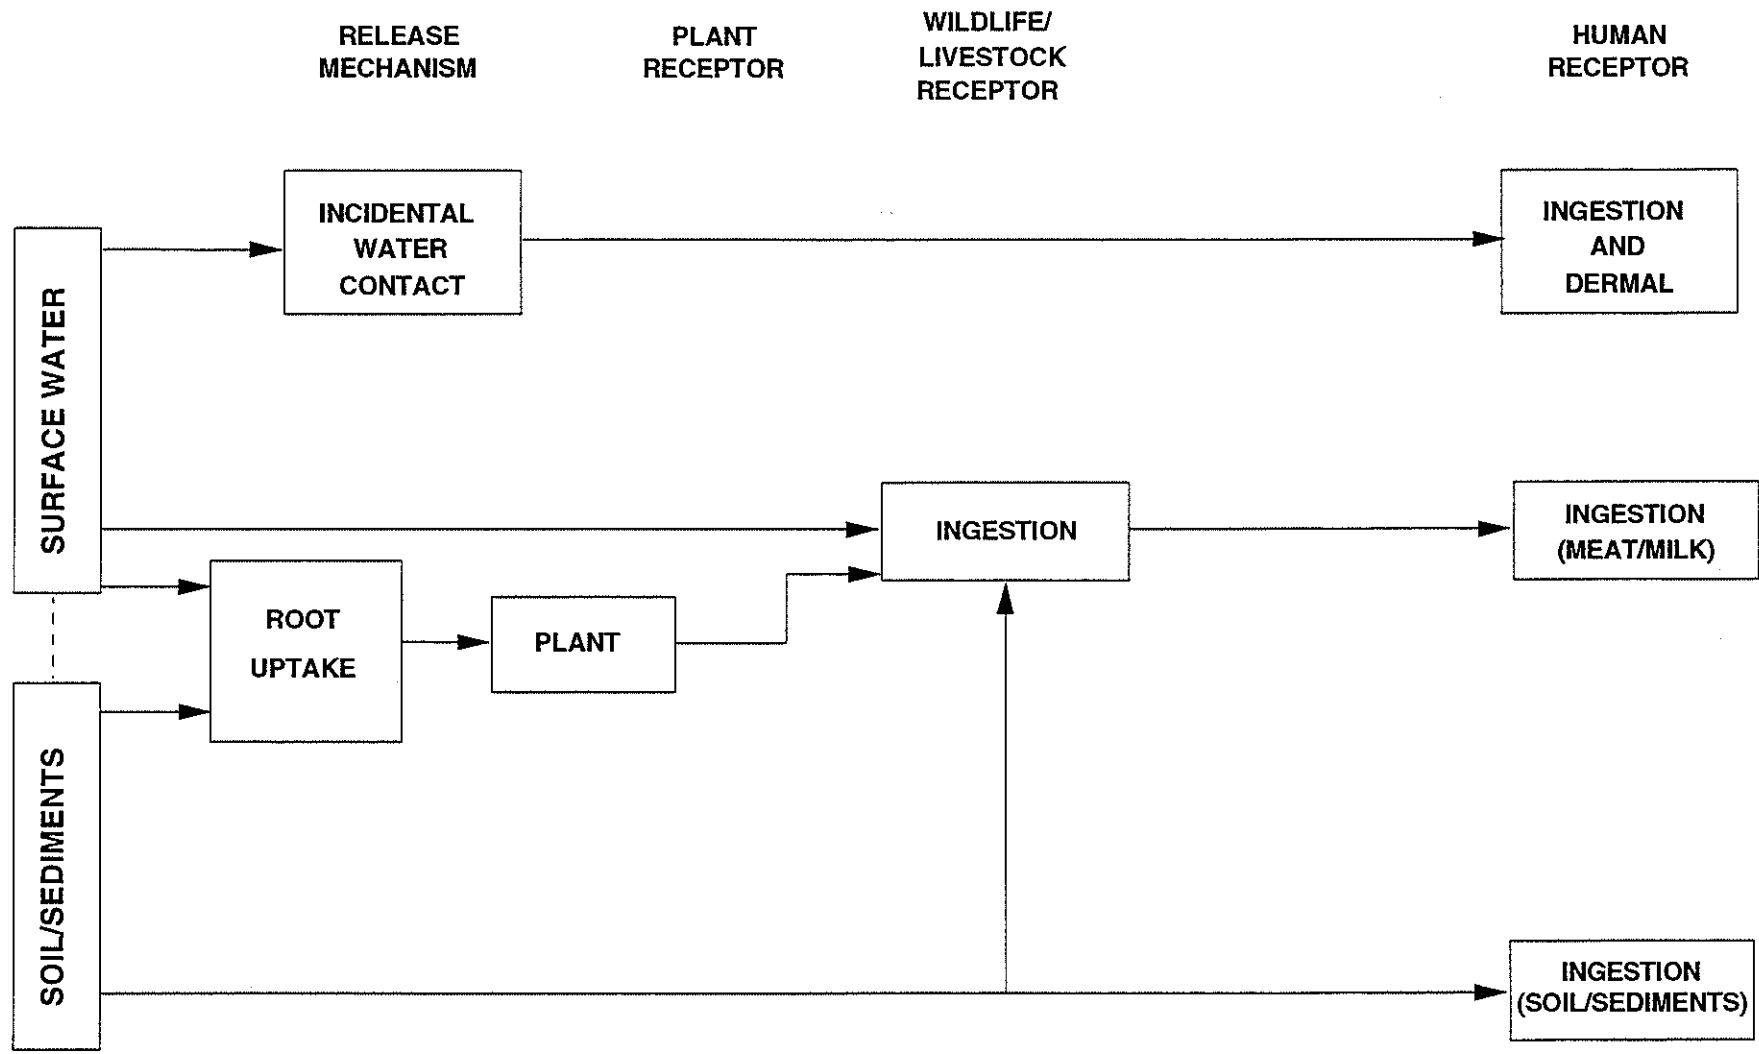 RELEASE
MECHANISM
PLANT
RECEPTOR
WILDLIFE/
LIVESTOCK
RECEPTOR
HUMAN
RECEPTOR
SURFACE WATER
INCIDENTAL
WATER
CONTACT
INGESTION
AND
DERMAL
INGESTION
INGESTION
(MEAT/MILK)
ROOT
UPTAKE
PLANT
SOIL/SEDIMENTS
INGESTION
(SOIL/SEDIMENTS)